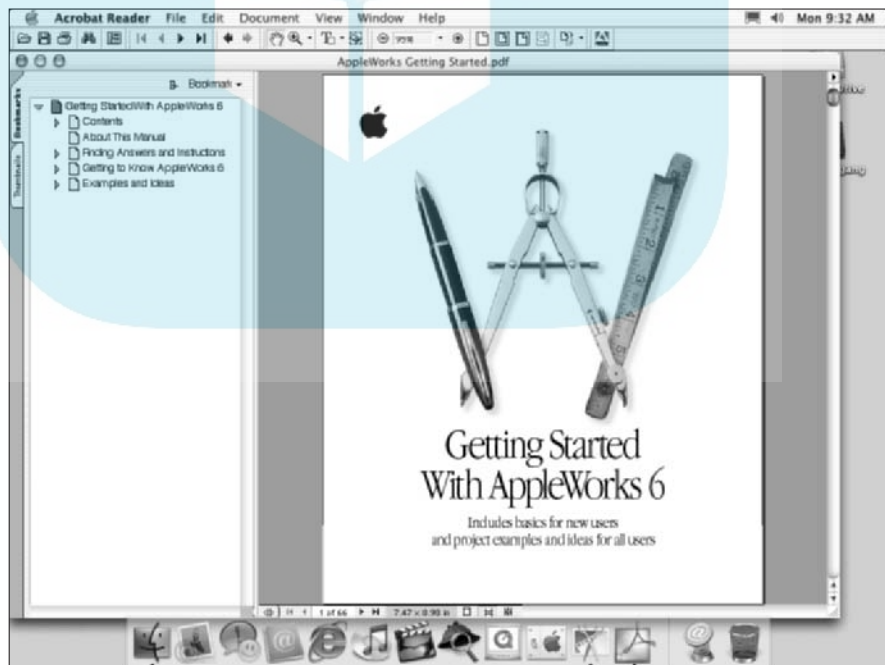 Acrobat Reader File Edit Document View Window Help Mon 9:32 AM
AppleWorks Getting Started.pdf
Bookmarks
Thumbnails
Bookmark
Getting StartedWith AppleWorks 6
Contents
About This Manual
Finding Answers and Instructions
Getting to Know AppleWorks 6
Examples and Ideas
Getting Started
With AppleWorks 6
Includes basics for new users
and project examples and ideas for all users
1 of 66